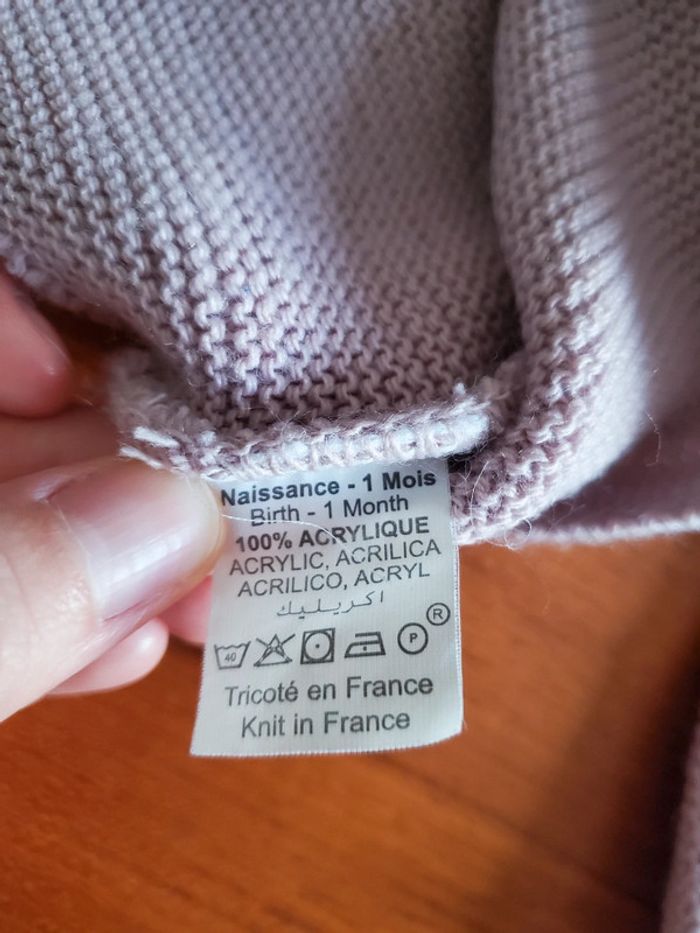 Naissance - 1 Mois
Birth - 1 Month
100% ACRYLIQUE
ACRYLIC, ACRILICA
ACRILICO, ACRYL
اكريليك
®
40 P
Tricoté en France
Knit in France